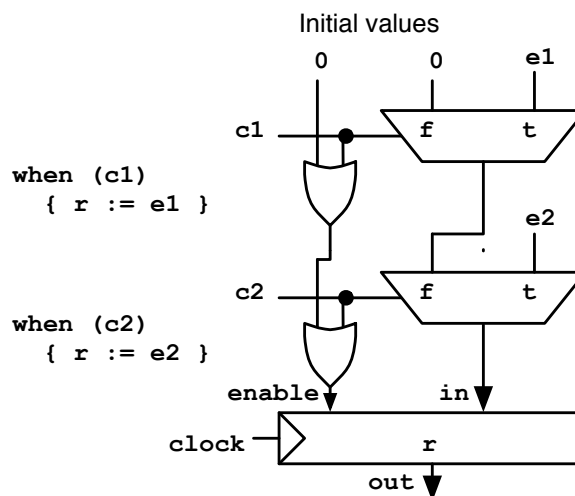 Initial values
0 0 e1
c1 f t
when (c1)
{ r := e1 }
e2
c2 f t
when (c2)
{ r := e2 }
enable in
clock r
out